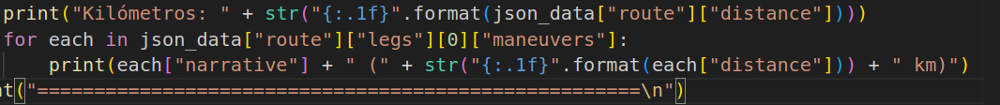 print("Kilómetros: " + str("{:.1f}".format(json_data["route"]["distance"])))
for each in json_data["route"]["legs"][0]["maneuvers"]:
print(each["narrative"] + " (" + str("{:.1f}".format(each["distance"])) + " km)")
nt("=====================================================\n")